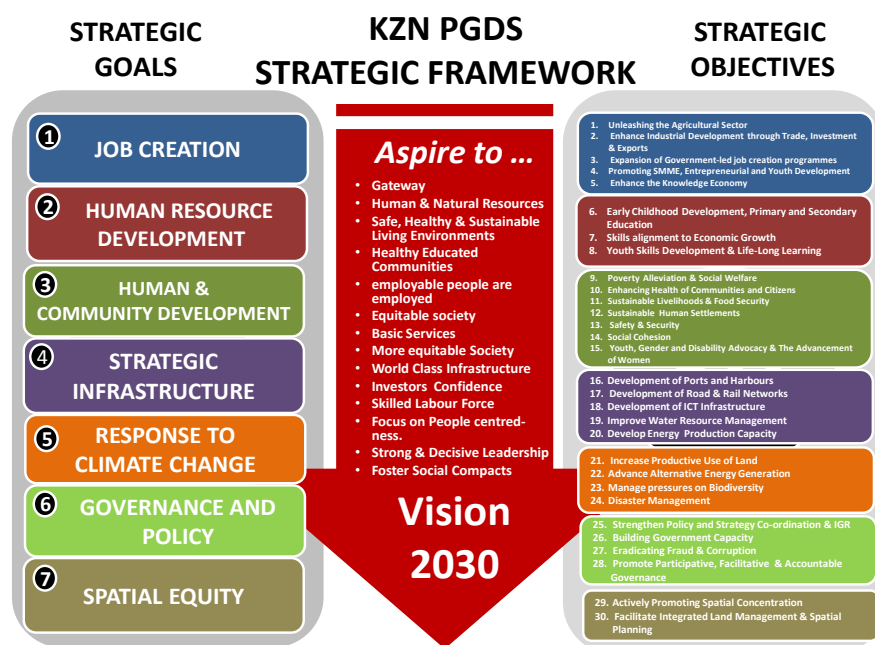 STRATEGIC
GOALS
KZN PGDS
STRATEGIC FRAMEWORK
STRATEGIC
OBJECTIVES
1
JOB CREATION
2
HUMAN RESOURCE
DEVELOPMENT
3
HUMAN &
COMMUNITY DEVELOPMENT
4
STRATEGIC
INFRASTRUCTURE
5
RESPONSE TO
CLIMATE CHANGE
6
GOVERNANCE AND
POLICY
7
SPATIAL EQUITY
Aspire to ...
• Gateway
• Human & Natural Resources
• Safe, Healthy & Sustainable
Living Environments
• Healthy Educated
Communities
• employable people are
employed
• Equitable society
• Basic Services
• More equitable Society
• World Class Infrastructure
• Investors Confidence
• Skilled Labour Force
• Focus on People centred-
ness.
• Strong & Decisive Leadership
• Foster Social Compacts
Vision
2030
1. Unleashing the Agricultural Sector
2. Enhance Industrial Development through Trade, Investment
& Exports
3. Expansion of Government-led job creation programmes
4. Promoting SMME, Entrepreneurial and Youth Development
5. Enhance the Knowledge Economy
6. Early Childhood Development, Primary and Secondary
Education
7. Skills alignment to Economic Growth
8. Youth Skills Development & Life-Long Learning
9. Poverty Alleviation & Social Welfare
10. Enhancing Health of Communities and Citizens
11. Sustainable Livelihoods & Food Security
12. Sustainable Human Settlements
13. Safety & Security
14. Social Cohesion
15. Youth, Gender and Disability Advocacy & The Advancement
of Women
16. Development of Ports and Harbours
17. Development of Road & Rail Networks
18. Development of ICT Infrastructure
19. Improve Water Resource Management
20. Develop Energy Production Capacity
21. Increase Productive Use of Land
22. Advance Alternative Energy Generation
23. Manage pressures on Biodiversity
24. Disaster Management
25. Strengthen Policy and Strategy Co-ordination & IGR
26. Building Government Capacity
27. Eradicating Fraud & Corruption
28. Promote Participative, Facilitative & Accountable
Governance
29. Actively Promoting Spatial Concentration
30. Facilitate Integrated Land Management & Spatial
Planning